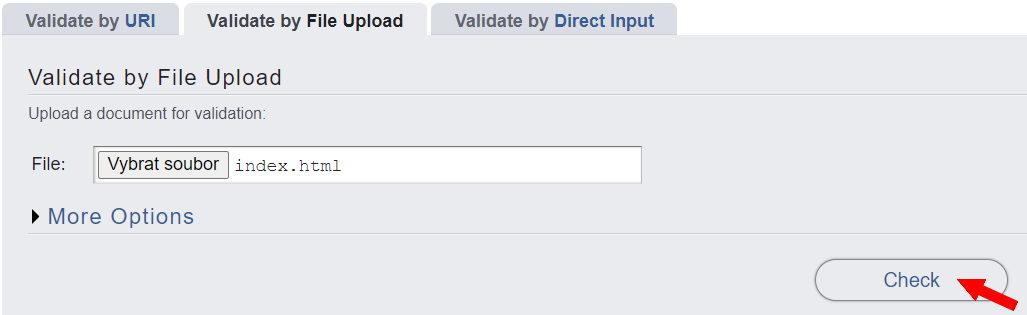 Validate by URI Validate by File Upload Validate by Direct Input
Validate by File Upload
Upload a document for validation:
File: Vybrat soubor index.html
More Options
Check